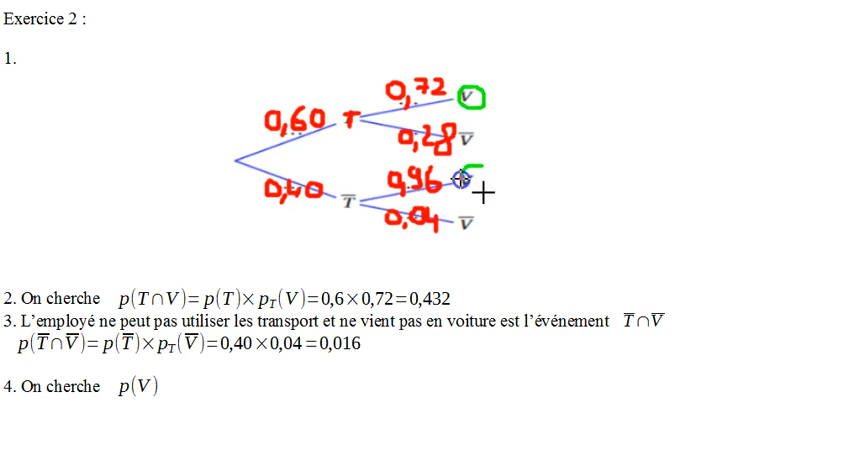 Exercice 2 :
1.
0,72 V
0,60 T
0,28 V̅
0,96
0,40 T̅
0,04 V̅
2. On cherche p(T∩V)=p(T)×p_T(V)=0,6×0,72=0,432
3. L'employé ne peut pas utiliser les transport et ne vient pas en voiture est l'événement T̅∩V̅
p(T̅∩V̅)=p(T̅)×p_T(V̅)=0,40×0,04=0,016
4. On cherche p(V)